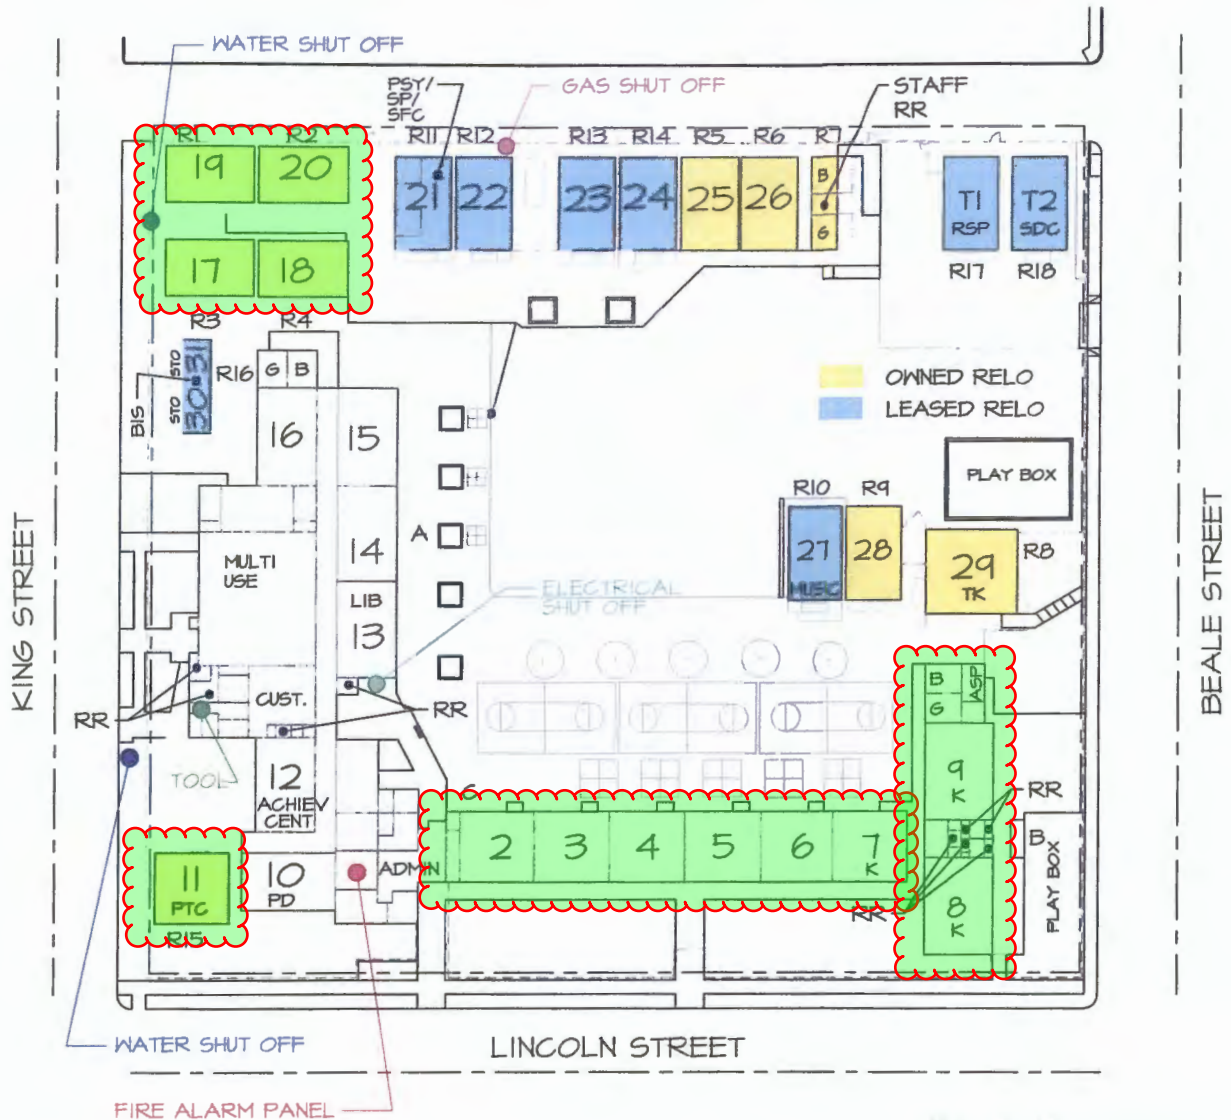 WATER SHUT OFF
PSY/
SP/
SFC
GAS SHUT OFF
STAFF
RR
R1
R2
R11
R12
R13
R14
R5
R6
R7
19
20
21
22
23
24
25
26
B
G
T1
RSP
T2
SDC
R17
R18
17
18
R3
R4
STO
STO
30
31
BIS
R16
G
B
OWNED RELO
LEASED RELO
16
15
PLAY BOX
R10
R9
R8
A
14
MULTI
USE
27
MUSIC
28
29
TK
KING STREET
BEALE STREET
LIB
13
ELECTRICAL
SHUT OFF
B
G
ASP
CUST.
RR
RR
TOOL
12
ACHIEV
CENT
9
K
RR
6
2
3
4
5
6
7
K
B
PLAY BOX
11
PTC
R15
10
PD
ADMIN
8
K
RR
WATER SHUT OFF
LINCOLN STREET
FIRE ALARM PANEL